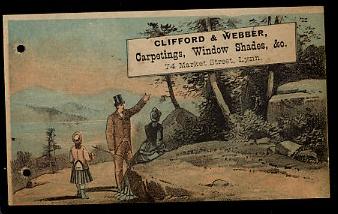 CLIFFORD & WEBBER,
Carpetings, Window Shades, &c.
74 Market Street, Lynn.